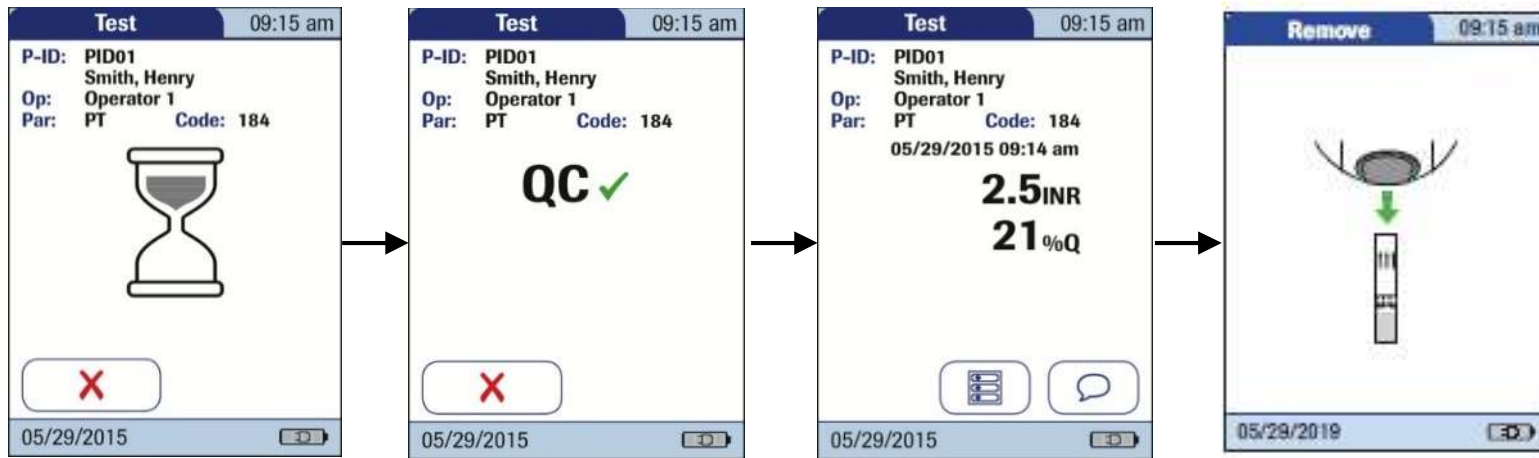 Test 09:15 am
P-ID: PID01
Smith, Henry
Op: Operator 1
Par: PT Code: 184
05/29/2015
Test 09:15 am
P-ID: PID01
Smith, Henry
Op: Operator 1
Par: PT Code: 184
QC
05/29/2015
Test 09:15 am
P-ID: PID01
Smith, Henry
Op: Operator 1
Par: PT Code: 184
05/29/2015 09:14 am
2.5 INR
21 %Q
05/29/2015
Remove 09:15 am
05/29/2019